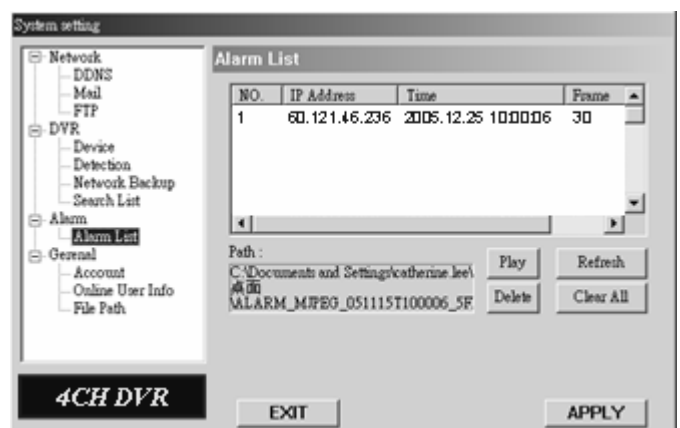 System setting
Network
DDNS
Mail
FTP
DVR
Device
Detection
Network Backup
Search List
Alarm
Alarm List
Gerenal
Account
Online User Info
File Path
4CH DVR
Alarm List
NO. IP Address Time Frame
1 60.121.46.236 2005.12.25 10:00:06 30
Path :
C:\Documents and Settings\catherine.lee\
桌面
\ALARM_MJPEG_051115T100006_5F
Play
Refresh
Delete
Clear All
EXIT
APPLY